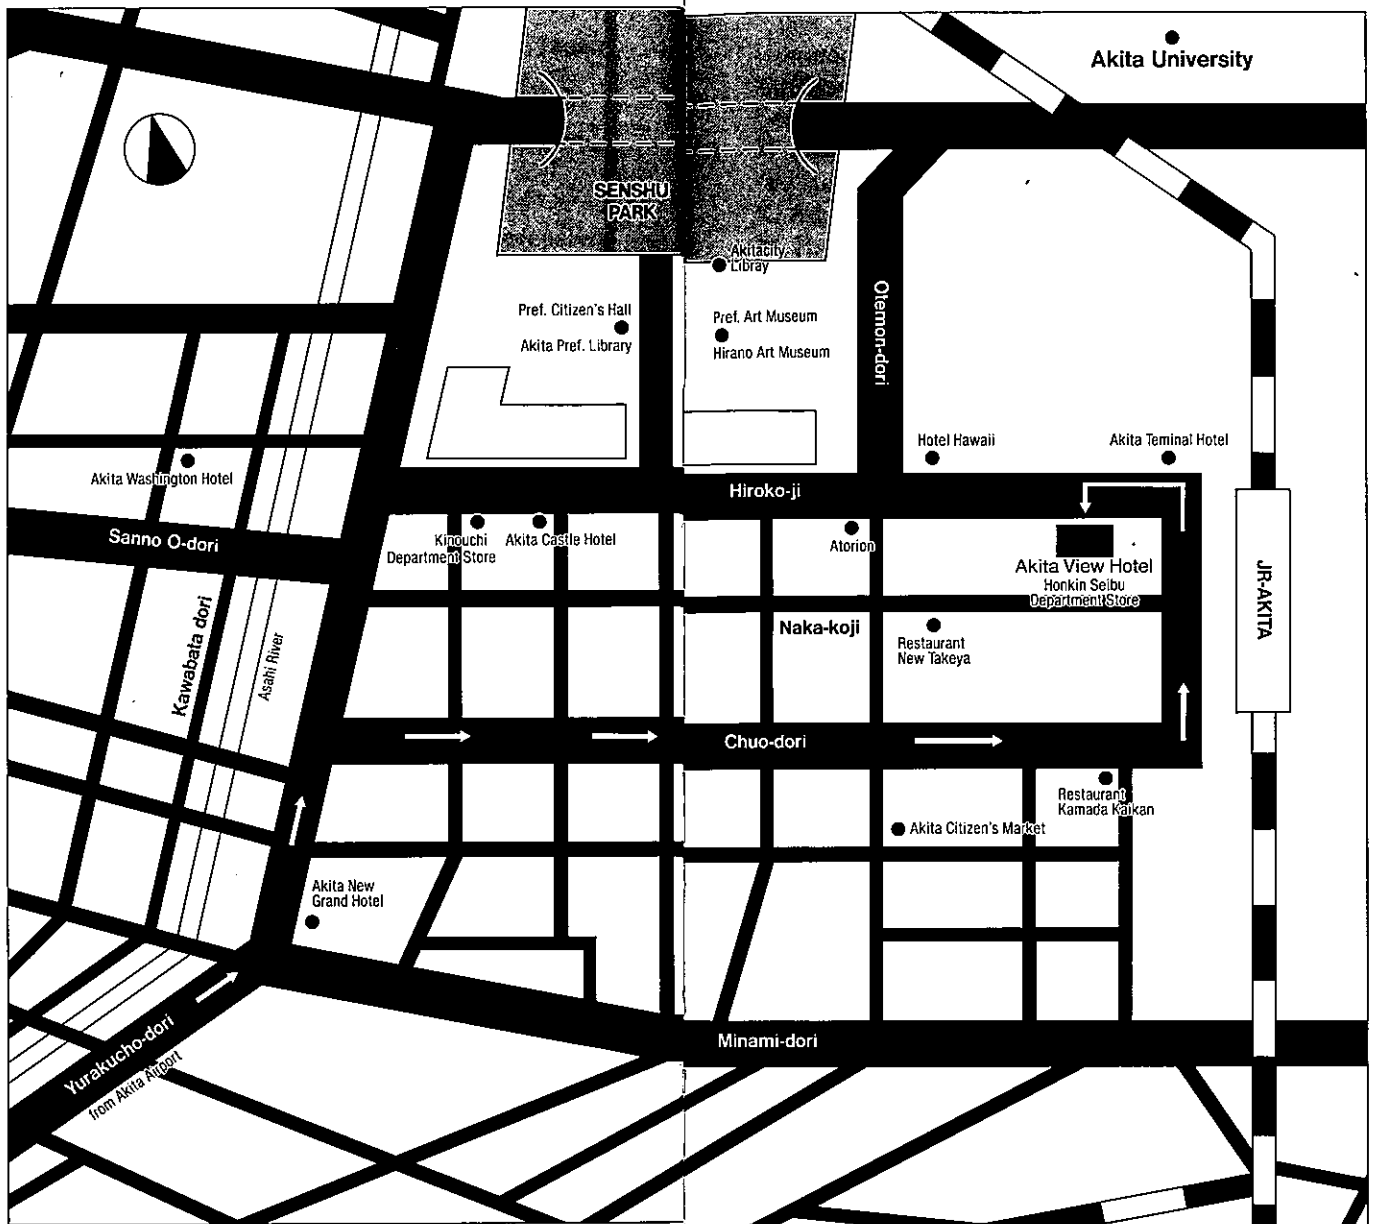 Akita University
SENSHU
PARK
Akitacity
Libray
Pref. Citizen's Hall
Akita Pref. Library
Pref. Art Museum
Hirano Art Museum
Otemon-dori
Hotel Hawaii
Akita Teminal Hotel
Akita Washington Hotel
Hiroko-ji
Sanno O-dori
Kinouchi
Department Store
Akita Castle Hotel
Atorion
Akita View Hotel
Honkin Seibu
Department Store
JR-AKITA
Kawabata dori
Asahi River
Naka-koji
Restaurant
New Takeya
Chuo-dori
Restaurant
Kamada Kaikan
Akita Citizen's Market
Akita New
Grand Hotel
Yurakucho-dori
from Akita Airport
Minami-dori